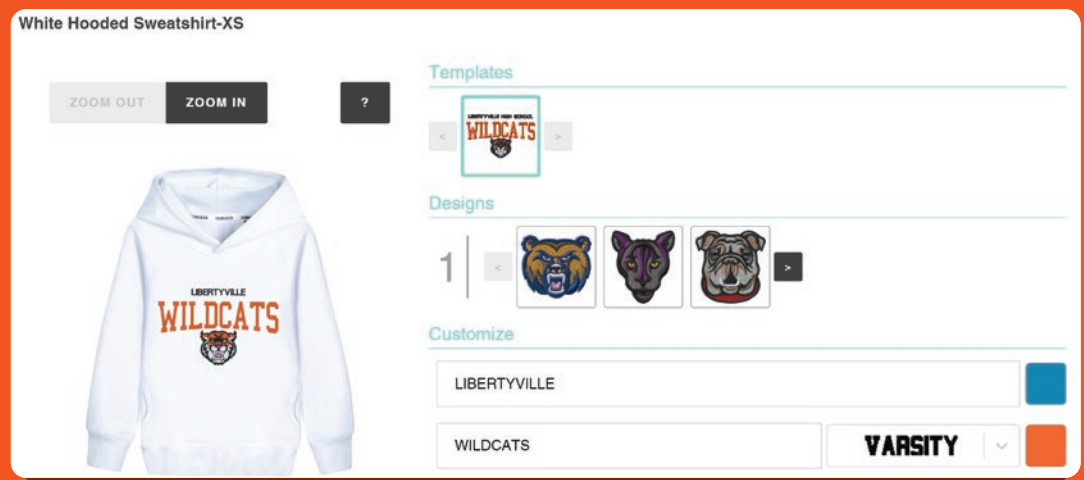 White Hooded Sweatshirt-XS
Templates
ZOOM OUT
ZOOM IN
?
<
LIBERTYVILLE HIGH SCHOOL
WILDCATS
>
Designs
1
<
>
LIBERTYVILLE
WILDCATS
Customize
LIBERTYVILLE
WILDCATS
VARSITY